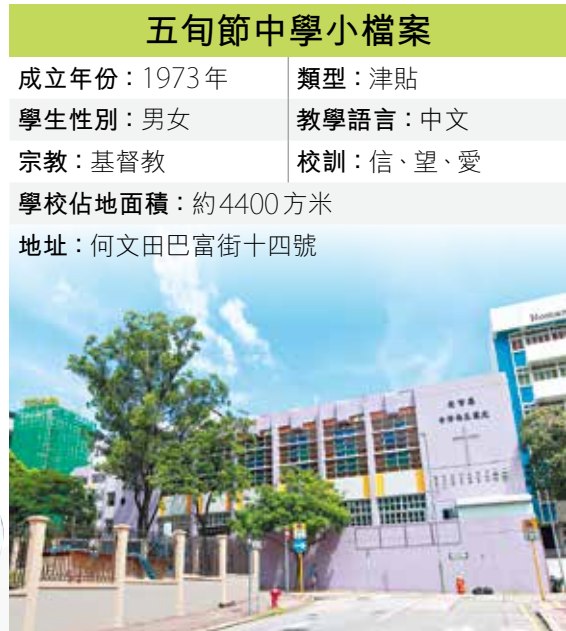 五旬節中學小檔案
成立年份：1973年 類型：津貼
學生性別：男女 教學語言：中文
宗教：基督教 校訓：信、望、愛
學校佔地面積：約4400方米
地址：何文田巴富街十四號